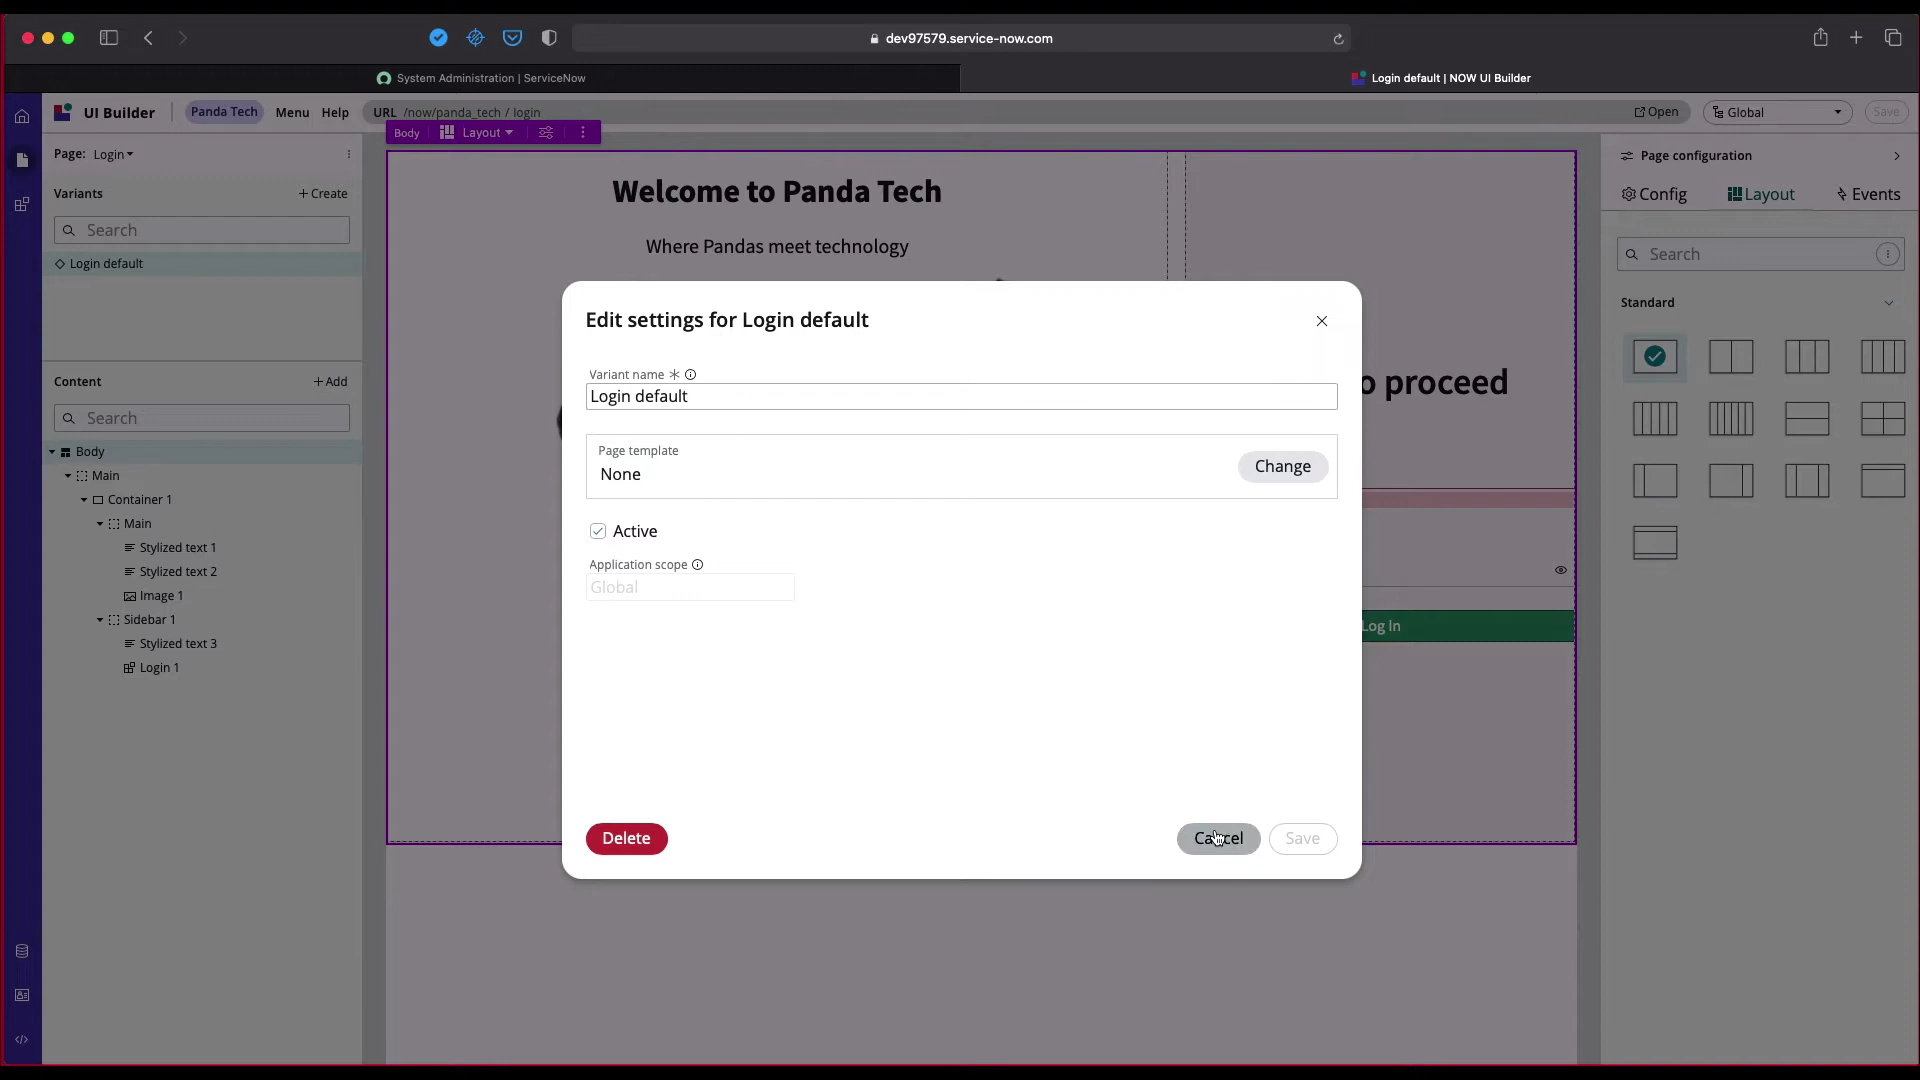 dev97579.service-now.com
System Administration | ServiceNow
Login default | NOW UI Builder
UI Builder
Panda Tech
Menu
Help
URL /now/panda_tech / login
Open
Global
Save
Body
Layout
Page: Login
Variants
+ Create
Search
Login default
Content
+ Add
Search
Body
Main
Container 1
Main
Stylized text 1
Stylized text 2
Image 1
Sidebar 1
Stylized text 3
Login 1
Welcome to Panda Tech
Where Pandas meet technology
proceed
Log In
Edit settings for Login default
Variant name *
Login default
Page template
None
Change
Active
Application scope
Global
Delete
Cancel
Save
Page configuration
Config
Layout
Events
Search
Standard